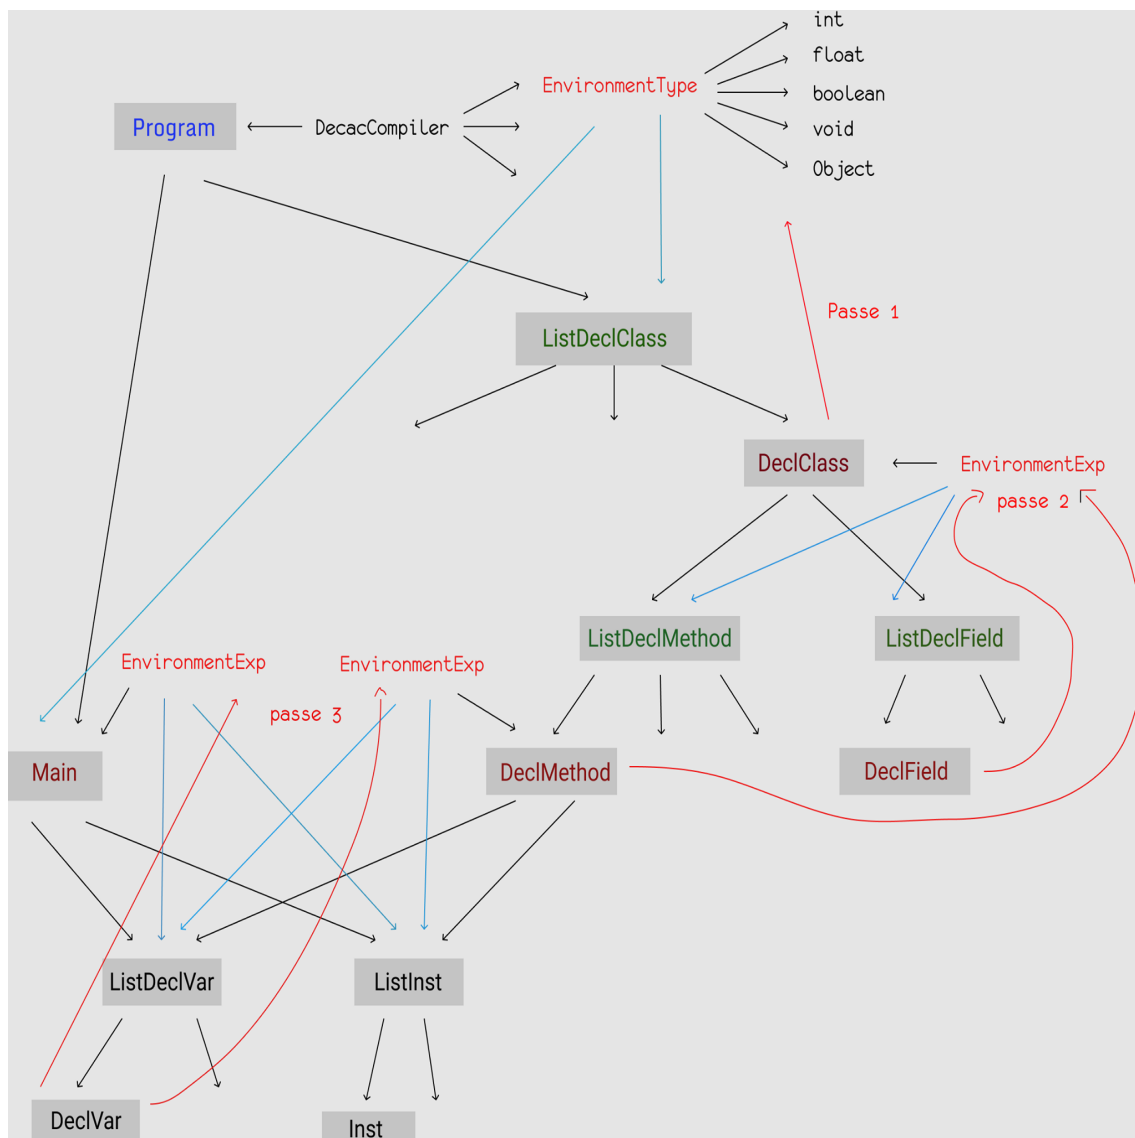 int
float
EnvironmentType
boolean
Program
DecacCompiler
void
Object
Passe 1
ListDeclClass
DeclClass
EnvironmentExp
passe 2
ListDeclMethod
ListDeclField
EnvironmentExp
EnvironmentExp
passe 3
Main
DeclMethod
DeclField
ListDeclVar
ListInst
DeclVar
Inst